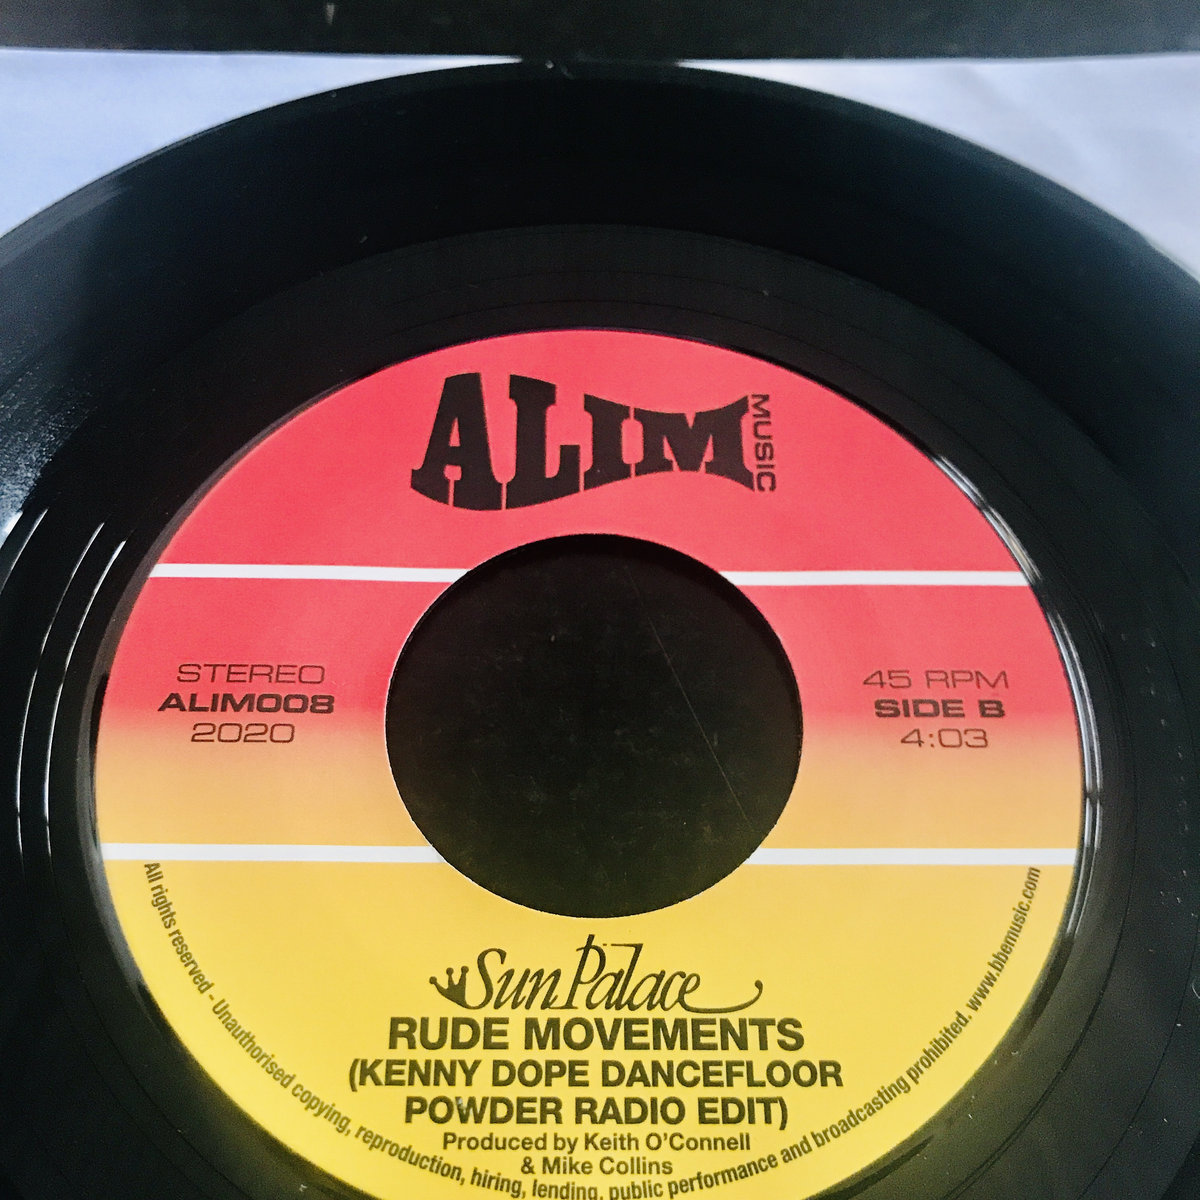 ALIM
MUSIC
STEREO
ALIM008
2020
45 RPM
SIDE B
4:03
Sun Palace
RUDE MOVEMENTS
(KENNY DOPE DANCEFLOOR
POWDER RADIO EDIT)
Produced by Keith O'Connell
& Mike Collins
All rights reserved - Unauthorised copying, reproduction, hiring, lending, public performance and broadcasting prohibited. www.bbemusic.com